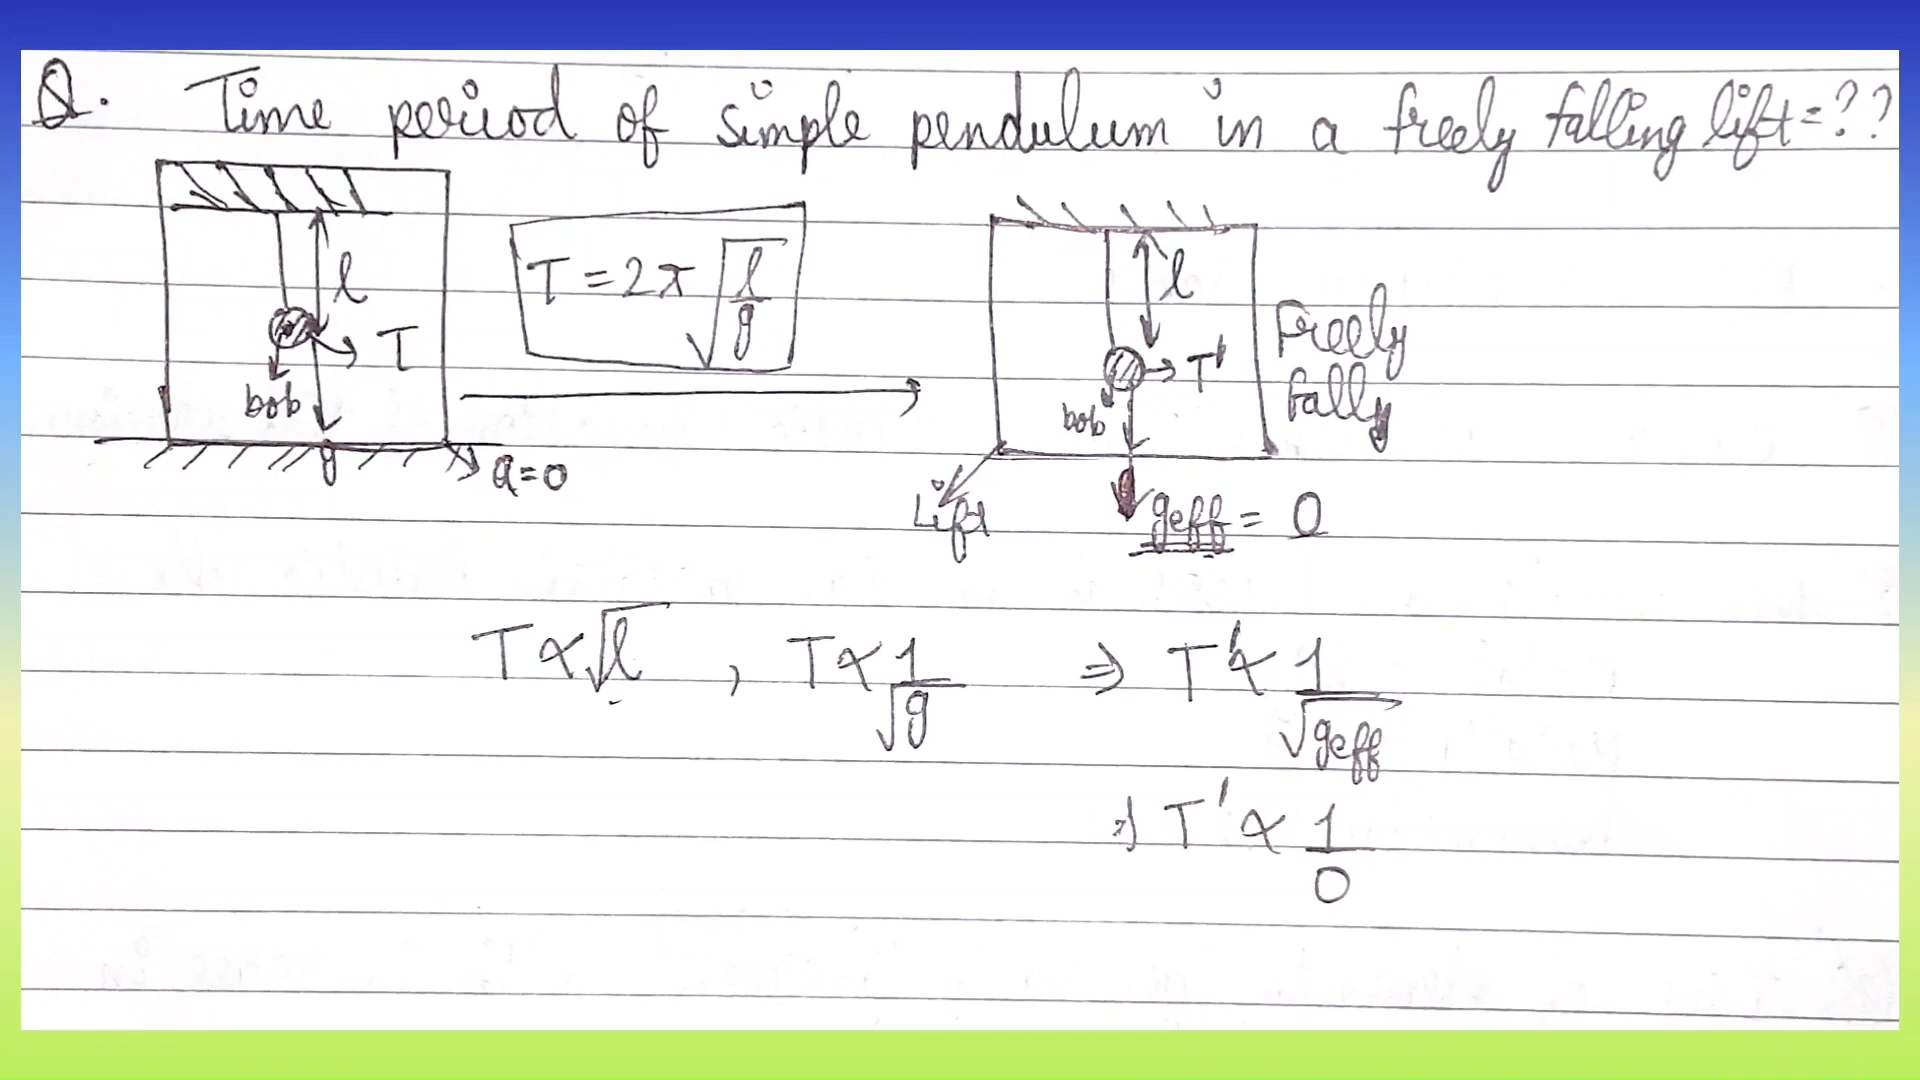 Q. Time period of simple pendulum in a freely falling lift = ??
l
T
bob
g
a=0
T = 2π √(l/g)
l
T'
bob
Freely
fally
Lift
geff = 0
T ∝ √l , T ∝ 1/√g ⇒ T' ∝ 1/√geff
⇒ T' ∝ 1/0